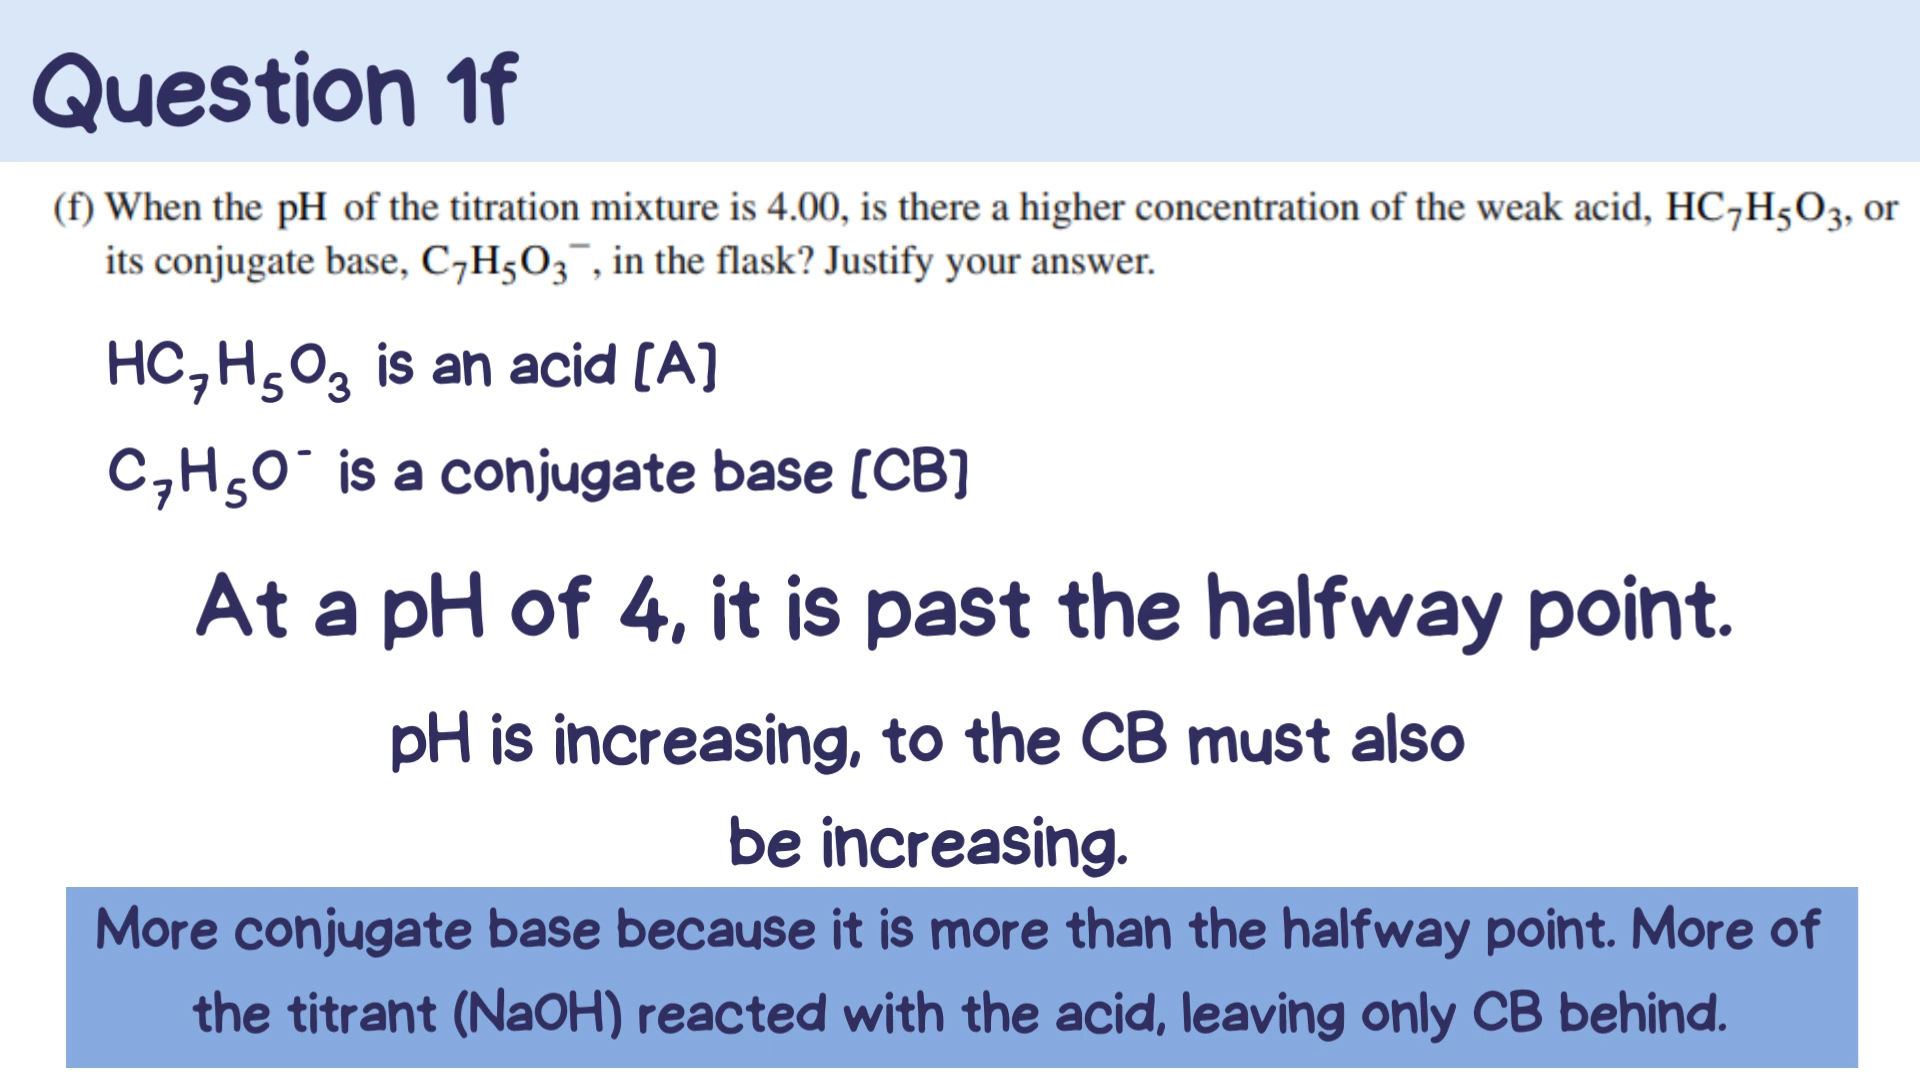 Question 1f
(f) When the pH of the titration mixture is 4.00, is there a higher concentration of the weak acid, HC₇H₅O₃, or
its conjugate base, C₇H₅O₃⁻, in the flask? Justify your answer.
HC₇H₅O₃ is an acid [A]
C₇H₅O⁻ is a conjugate base [CB]
At a pH of 4, it is past the halfway point.
pH is increasing, to the CB must also
be increasing.
More conjugate base because it is more than the halfway point. More of
the titrant (NaOH) reacted with the acid, leaving only CB behind.